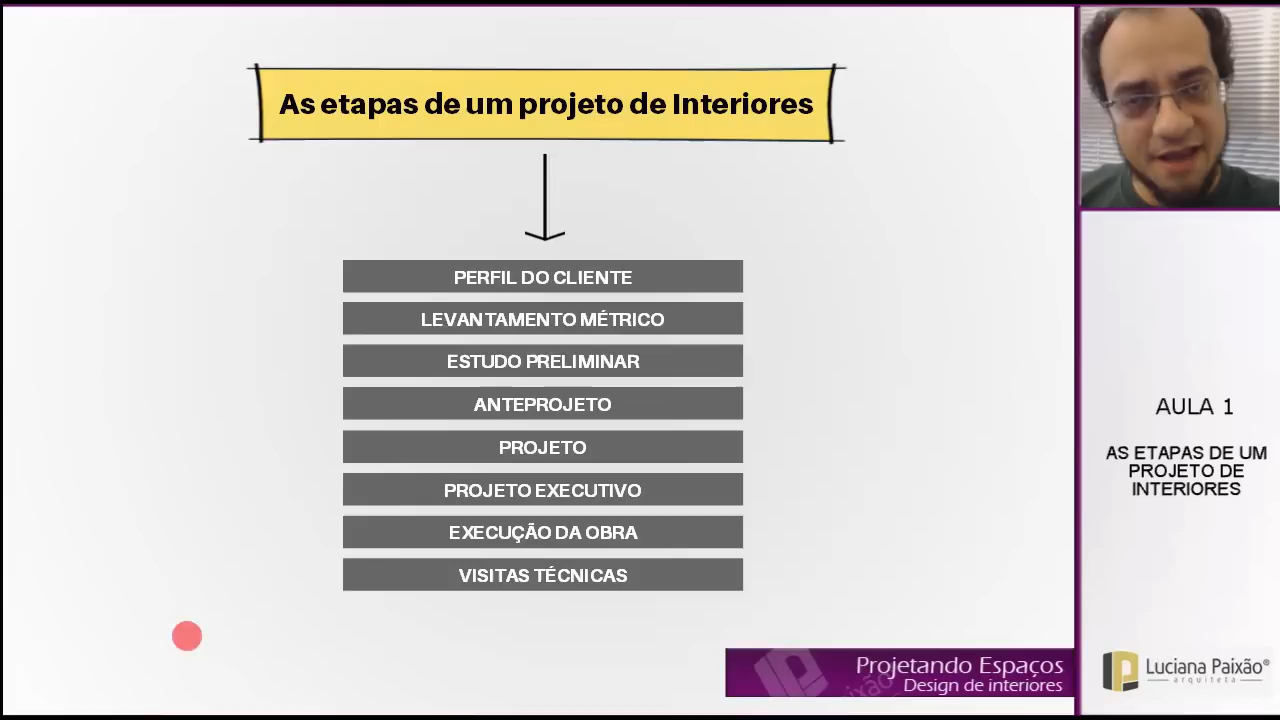 As etapas de um projeto de Interiores
PERFIL DO CLIENTE
LEVANTAMENTO MÉTRICO
ESTUDO PRELIMINAR
ANTEPROJETO
PROJETO
PROJETO EXECUTIVO
EXECUÇÃO DA OBRA
VISITAS TÉCNICAS
Projetando Espaços
Design de interiores
AULA 1
AS ETAPAS DE UM
PROJETO DE
INTERIORES
Luciana Paixão®
arquiteta